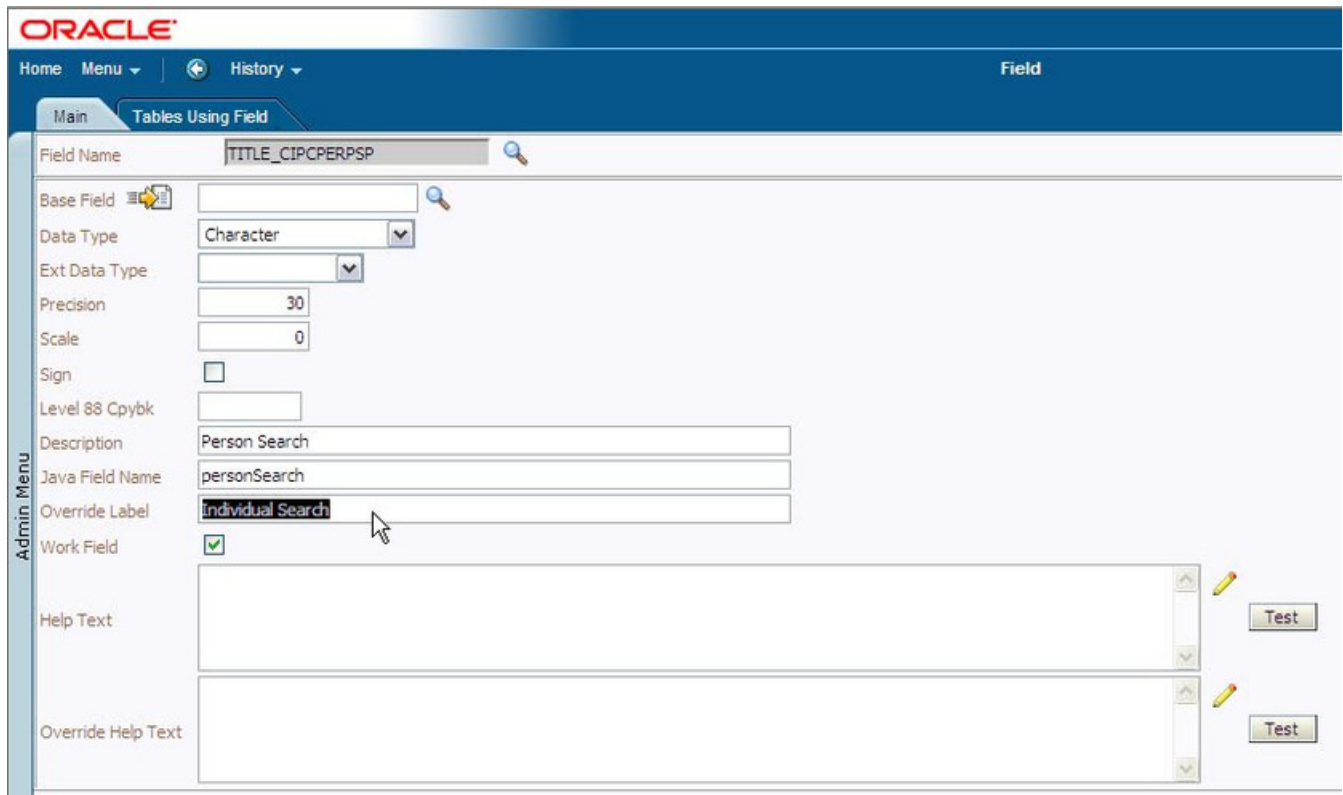 ORACLE
Home Menu History Field
Main Tables Using Field
Field Name TITLE_CIPCPERPSP
Base Field
Data Type Character
Ext Data Type
Precision 30
Scale 0
Sign
Level 88 Cpybk
Description Person Search
Java Field Name personSearch
Override Label Individual Search
Work Field
Help Text Test
Override Help Text Test
Admin Menu